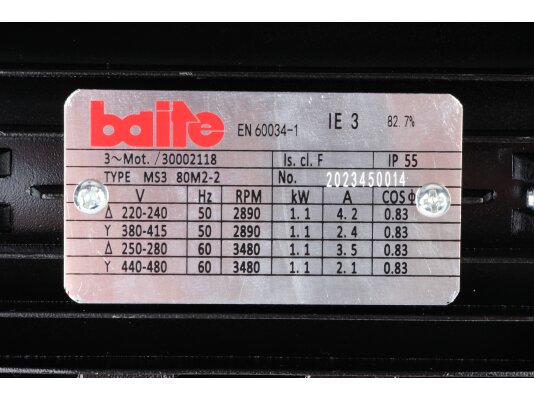 baite EN 60034-1 IE 3 82.7%
3~Mot. /30002118 Is. cl. F IP 55
TYPE MS3 80M2-2 No. 2023450014
V Hz RPM kW A COSϕ
Δ 220-240 50 2890 1.1 4.2 0.83
Y 380-415 50 2890 1.1 2.4 0.83
Δ 250-280 60 3480 1.1 3.5 0.83
Y 440-480 60 3480 1.1 2.1 0.83